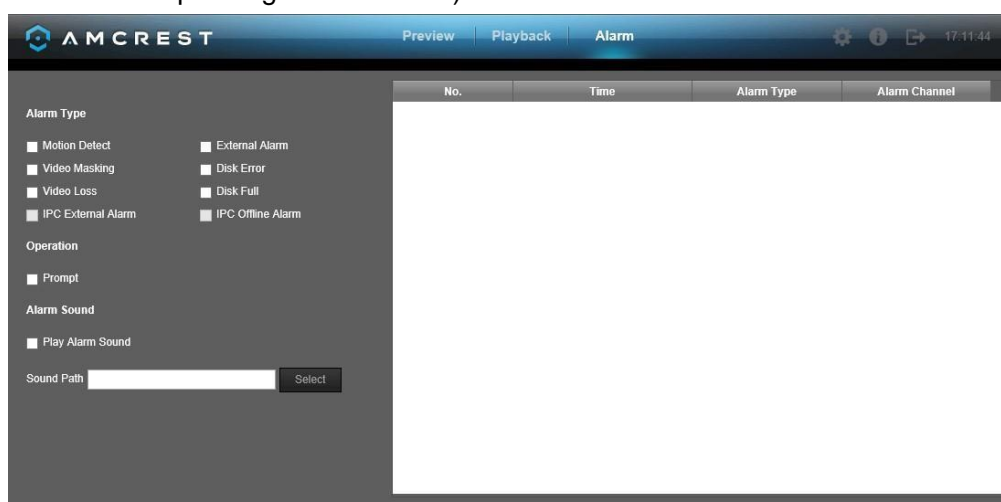 AMCREST
Preview Playback Alarm
17:11:44
No. Time Alarm Type Alarm Channel
Alarm Type
Motion Detect External Alarm
Video Masking Disk Error
Video Loss Disk Full
IPC External Alarm IPC Offline Alarm
Operation
Prompt
Alarm Sound
Play Alarm Sound
Sound Path Select